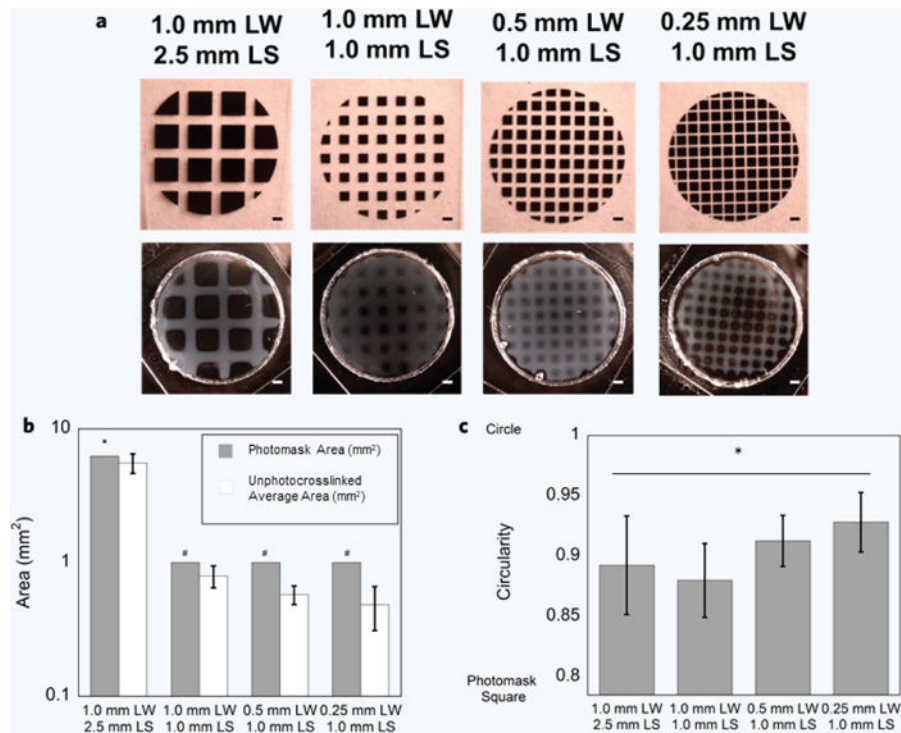 a
1.0 mm LW
2.5 mm LS
1.0 mm LW
1.0 mm LS
0.5 mm LW
1.0 mm LS
0.25 mm LW
1.0 mm LS
b
10
1
0.1
Area (mm²)
*
#
#
#
Photomask Area (mm²)
Unphotocrosslinked
Average Area (mm²)
1.0 mm LW
2.5 mm LS
1.0 mm LW
1.0 mm LS
0.5 mm LW
1.0 mm LS
0.25 mm LW
1.0 mm LS
c
Circle
1
0.95
0.9
0.85
0.8
Photomask
Square
Circularity
*
1.0 mm LW
2.5 mm LS
1.0 mm LW
1.0 mm LS
0.5 mm LW
1.0 mm LS
0.25 mm LW
1.0 mm LS